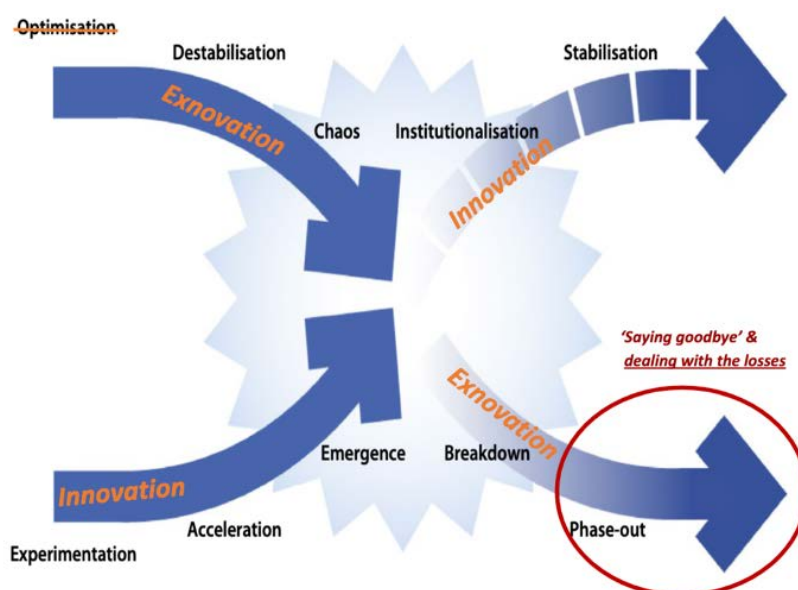 Optimisation
Destabilisation
Stabilisation
Exnovation
Chaos
Institutionalisation
Innovation
'Saying goodbye' &
dealing with the losses
Exnovation
Emergence
Breakdown
Innovation
Acceleration
Phase-out
Experimentation